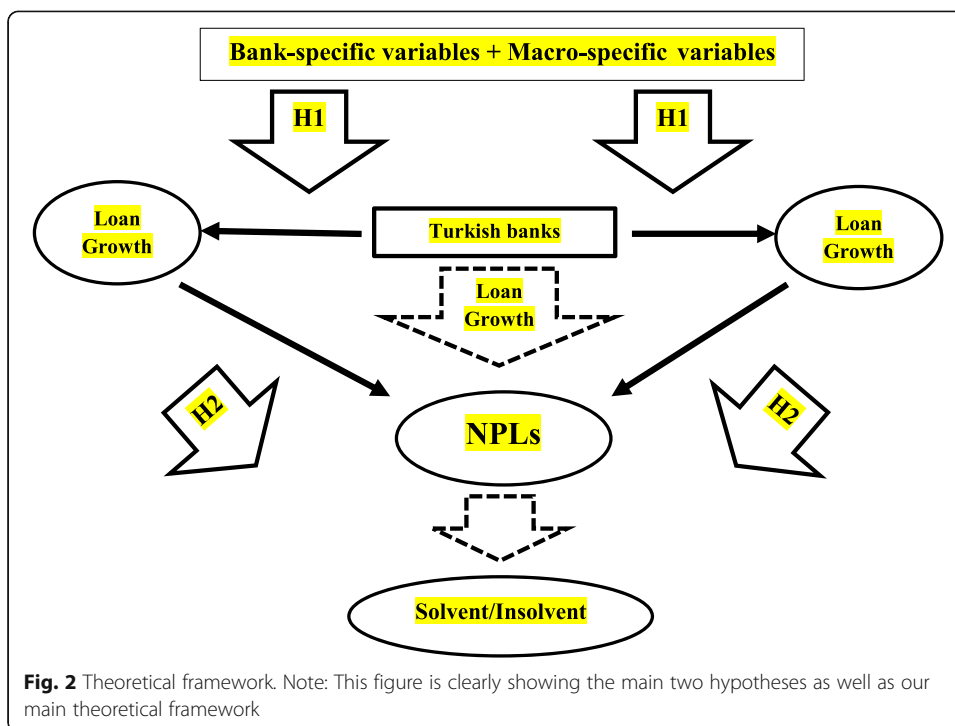 Bank-specific variables + Macro-specific variables
H1
H1
Loan
Growth
Turkish banks
Loan
Growth
Loan
Growth
H2
NPLs
H2
Solvent/Insolvent
Fig. 2 Theoretical framework. Note: This figure is clearly showing the main two hypotheses as well as our
main theoretical framework